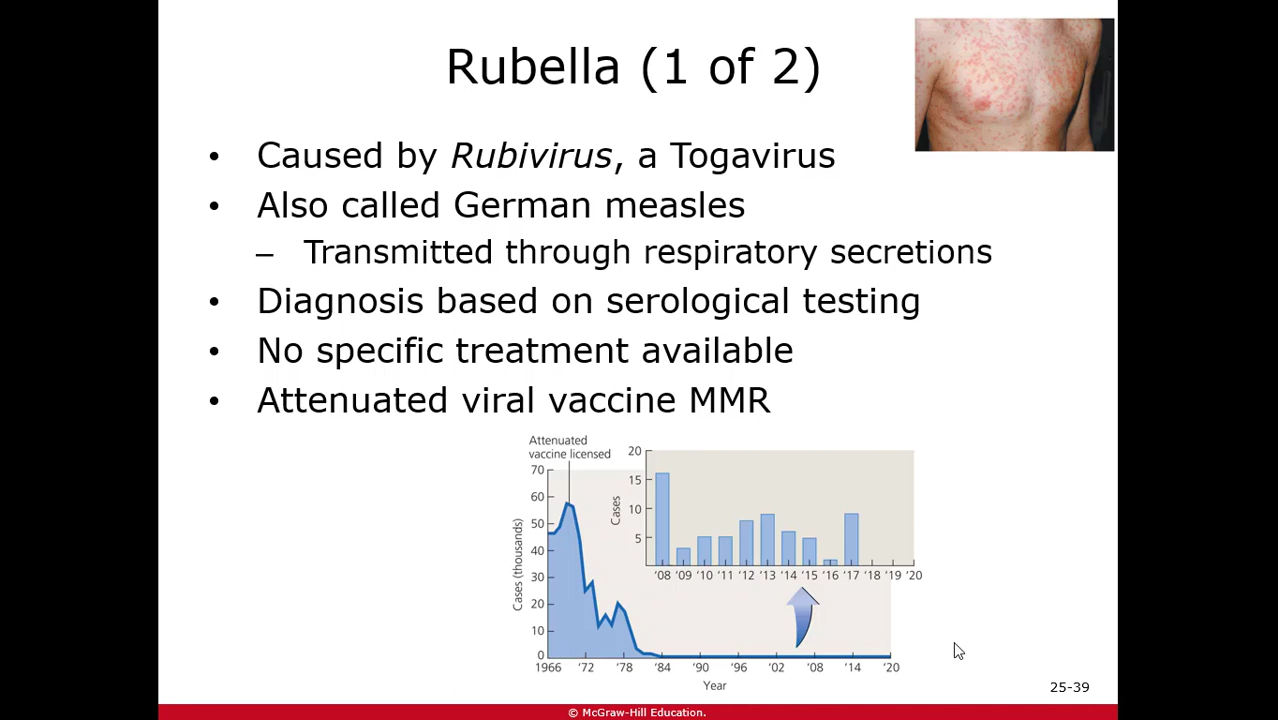 Rubella (1 of 2)
• Caused by Rubivirus, a Togavirus
• Also called German measles
– Transmitted through respiratory secretions
• Diagnosis based on serological testing
• No specific treatment available
• Attenuated viral vaccine MMR
Attenuated
vaccine licensed
70
60
50
40
30
20
10
0
Cases (thousands)
1966 '72 '78 '84 '90 '96 '02 '08 '14 '20
Year
20
15
10
5
Cases
'08 '09 '10 '11 '12 '13 '14 '15 '16 '17 '18 '19 '20
25-39
© McGraw-Hill Education.